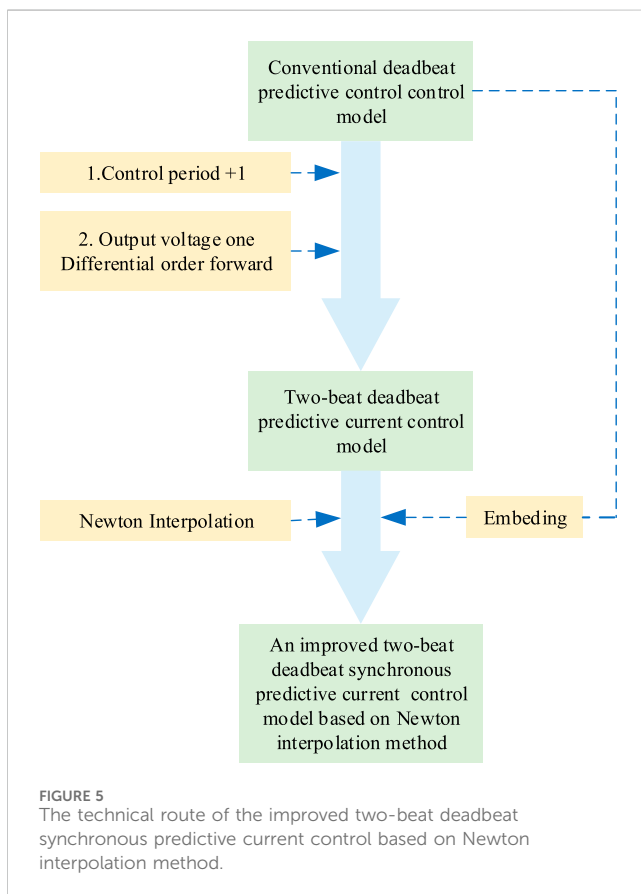 Conventional deadbeat
predictive control control
model
1.Control period +1
2. Output voltage one
Differential order forward
Two-beat deadbeat
predictive current control
model
Newton Interpolation
Embeding
An improved two-beat
deadbeat synchronous
predictive current control
model based on Newton
interpolation method
FIGURE 5
The technical route of the improved two-beat deadbeat
synchronous predictive current control based on Newton
interpolation method.